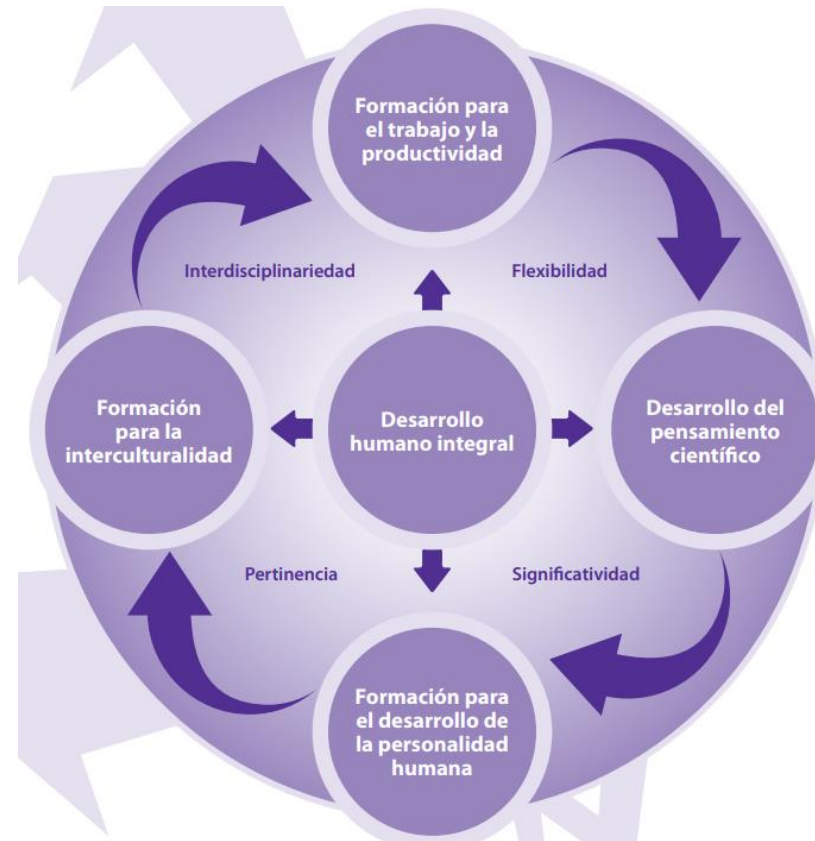 Formación para
el trabajo y la
productividad
Interdisciplinariedad
Flexibilidad
Formación
para la
interculturalidad
Desarrollo
humano integral
Desarrollo del
pensamiento
científico
Pertinencia
Significatividad
Formación para
el desarrollo de
la personalidad
humana